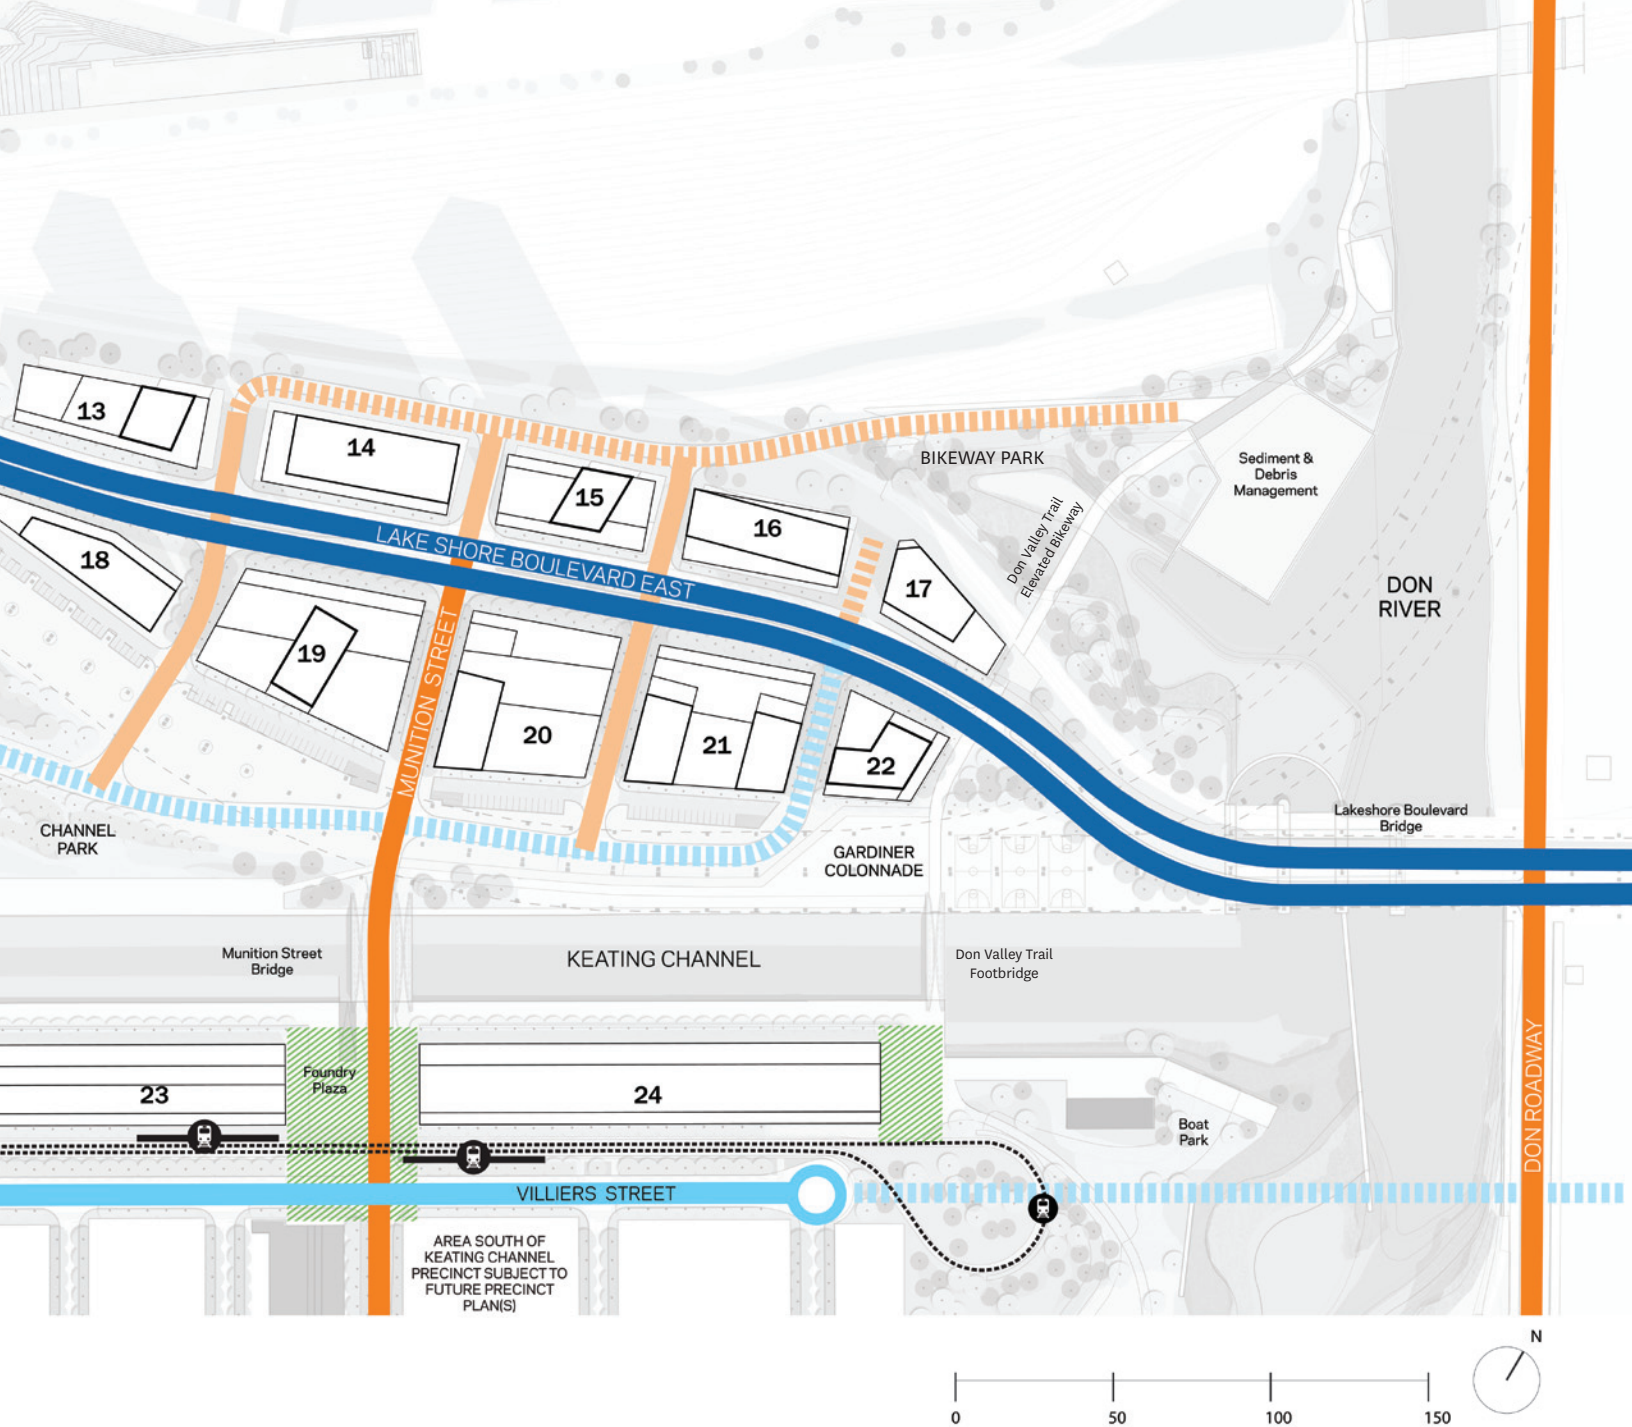 13
14
15
16
17
18
19
20
21
22
LAKE SHORE BOULEVARD EAST
MUNITION STREET
BIKEWAY PARK
Don Valley Trail
Elevated Bikeway
Sediment &
Debris
Management
DON
RIVER
Lakeshore Boulevard
Bridge
CHANNEL
PARK
GARDINER
COLONNADE
Munition Street
Bridge
KEATING CHANNEL
Don Valley Trail
Footbridge
23
Foundry
Plaza
24
Boat
Park
DON ROADWAY
VILLIERS STREET
AREA SOUTH OF
KEATING CHANNEL
PRECINCT SUBJECT TO
FUTURE PRECINCT
PLAN(S)
N
0 50 100 150